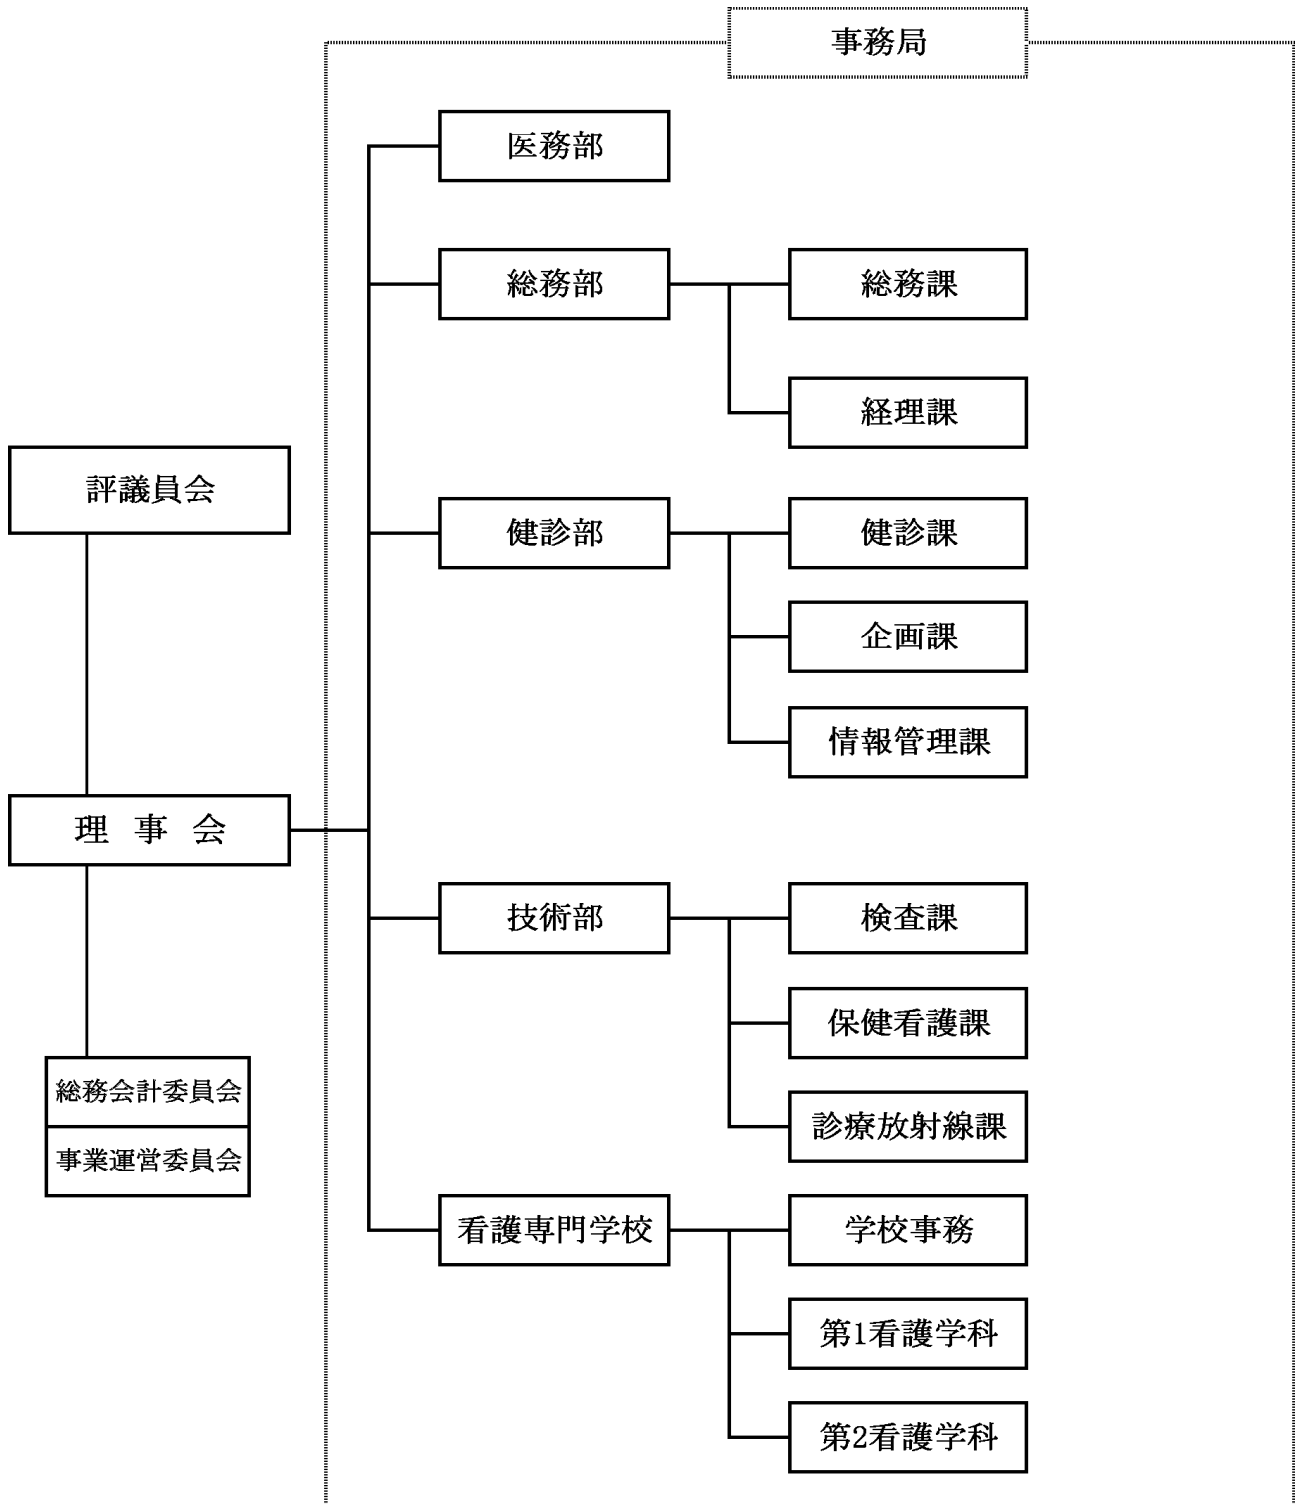 事務局
医務部
総務部
総務課
経理課
評議員会
健診部
健診課
企画課
情報管理課
理 事 会
技術部
検査課
保健看護課
診療放射線課
総務会計委員会
事業運営委員会
看護専門学校
学校事務
第1看護学科
第2看護学科